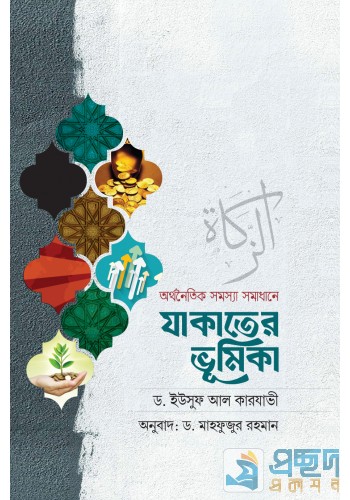 الزكاة
অর্থনৈতিক সমস্যা সমাধানে
যাকাতের
ভূমিকা
ড. ইউসুফ আল কারযাভী
অনুবাদ: ড. মাহফুজুর রহমান
প্রচ্ছদ
প্রকাশন